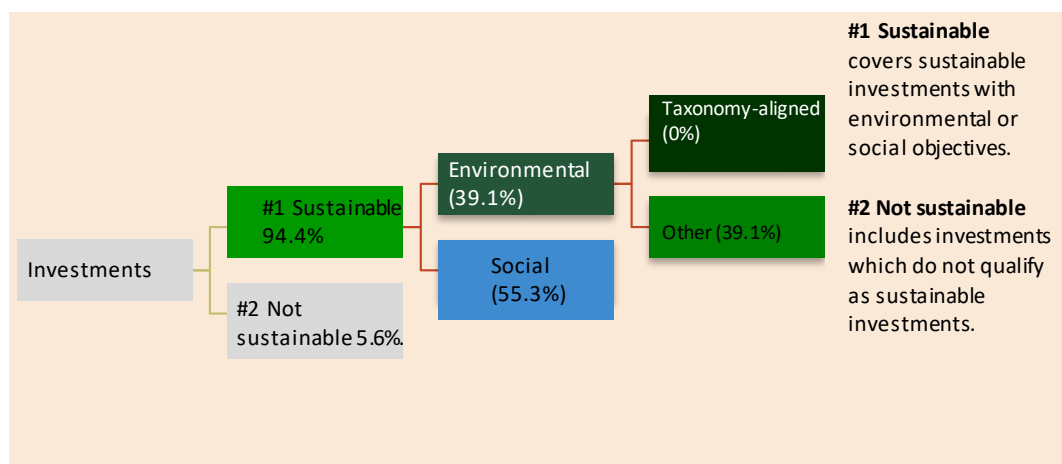 Investments
#1 Sustainable
94.4%
#2 Not
sustainable 5.6%.
Environmental
(39.1%)
Social
(55.3%)
Taxonomy-aligned
(0%)
Other (39.1%)
#1 Sustainable
covers sustainable
investments with
environmental or
social objectives.
#2 Not sustainable
includes investments
which do not qualify
as sustainable
investments.